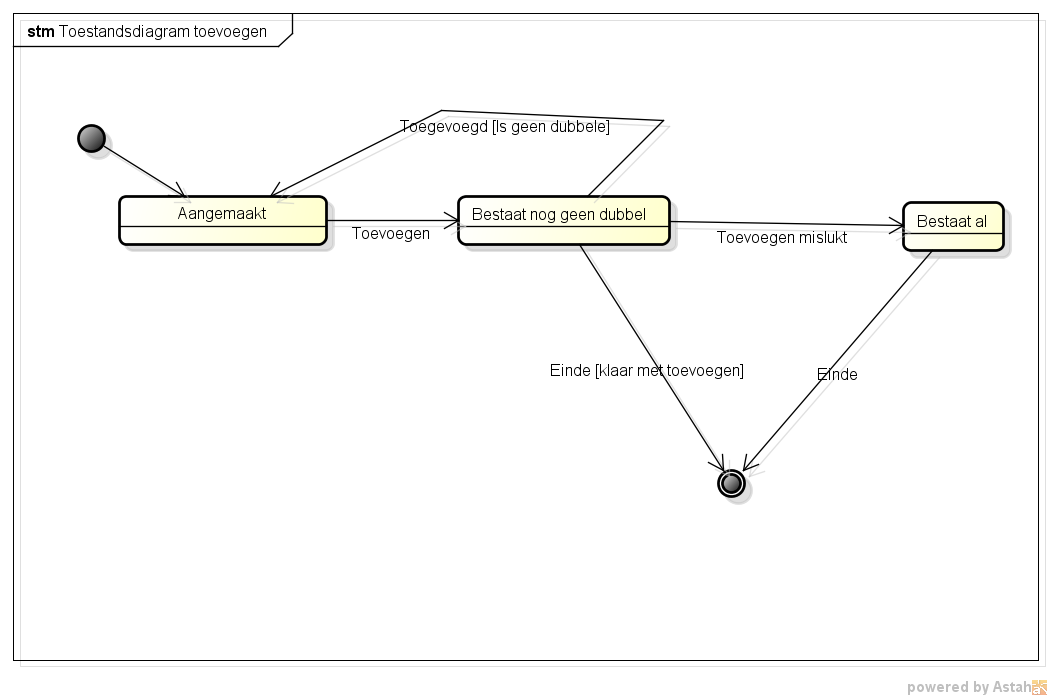 stm Toestandsdiagram toevoegen
Toegevoegd [Is geen dubbele]
Aangemaakt
Toevoegen
Bestaat nog geen dubbel
Toevoegen mislukt
Bestaat al
Einde [klaar met toevoegen]
Einde
powered by Astah